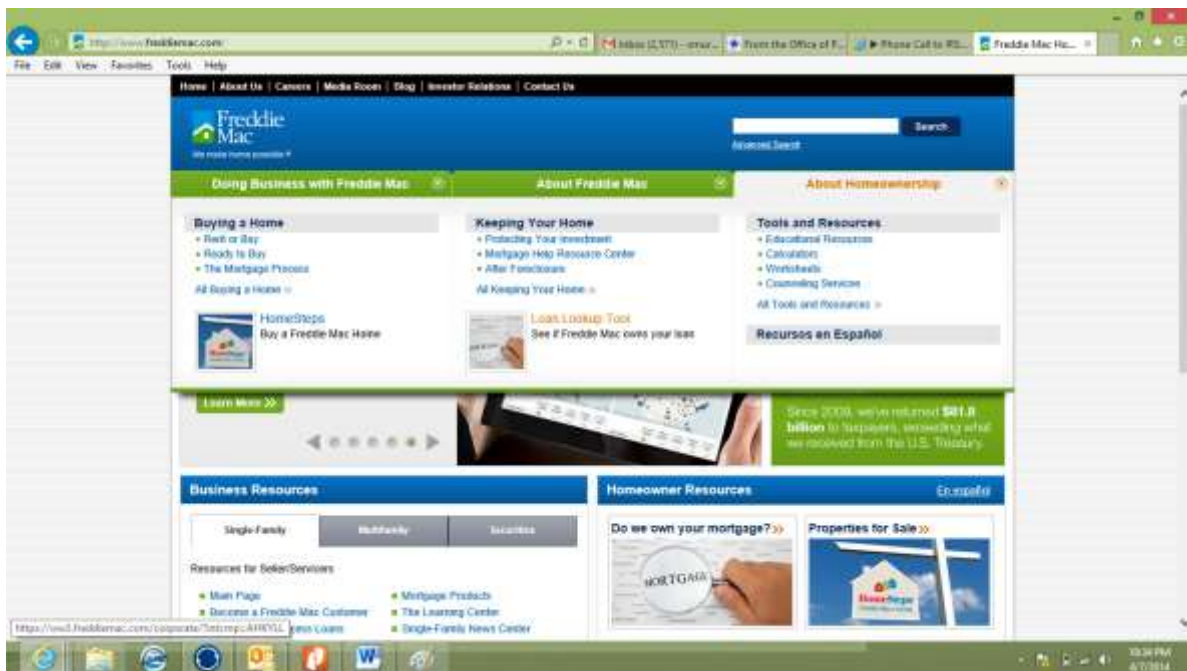 http://www.freddiemac.com/
Freddie Mac Ho...
File Edit View Favorites Tools Help
Home | About Us | Careers | Media Room | Blog | Investor Relations | Contact Us
Freddie Mac
We make home possible
Search
Advanced Search
Doing Business with Freddie Mac
About Freddie Mac
About Homeownership
Buying a Home
Rent or Buy
Ready to Buy
The Mortgage Process
All Buying a Home
HomeSteps
Buy a Freddie Mac Home
Keeping Your Home
Protecting Your Investment
Mortgage Help Resource Center
After Foreclosure
All Keeping Your Home
Loan Lookup Tool
See if Freddie Mac owns your loan
Tools and Resources
Educational Resources
Calculators
Worksheets
Counseling Services
All Tools and Resources
Recursos en Español
Learn More
Since 2009, we've returned $81.8
billion to taxpayers, exceeding what
we received from the U.S. Treasury.
Business Resources
Single-Family
Multifamily
Securities
Resources for Seller/Servicers
Main Page
Become a Freddie Mac Customer
Mortgage Products
The Learning Center
Single-Family News Center
Homeowner Resources
En español
Do we own your mortgage?
MORTGAGE
Properties for Sale
HomeSteps
10:34 PM
4/7/2014